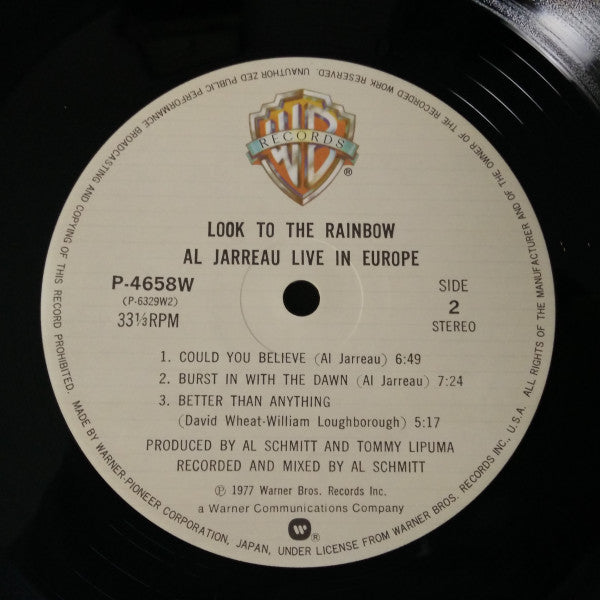 WB
RECORDS
®
LOOK TO THE RAINBOW
AL JARREAU LIVE IN EUROPE
P-4658W
(P-6329W2)
33⅓RPM
SIDE
2
STEREO
1. COULD YOU BELIEVE (Al Jarreau) 6:49
2. BURST IN WITH THE DAWN (Al Jarreau) 7:24
3. BETTER THAN ANYTHING
(David Wheat-William Loughborough) 5:17
PRODUCED BY AL SCHMITT AND TOMMY LIPUMA
RECORDED AND MIXED BY AL SCHMITT
℗ 1977 Warner Bros. Records Inc.
a Warner Communications Company
®
MADE BY WARNER-PIONEER CORPORATION, JAPAN, UNDER LICENSE FROM WARNER BROS. RECORDS INC., U.S.A. ALL RIGHTS OF THE MANUFACTURER AND OF THE OWNER OF THE RECORDED WORK RESERVED. UNAUTHORIZED PUBLIC PERFORMANCE BROADCASTING AND COPYING OF THIS RECORD PROHIBITED.